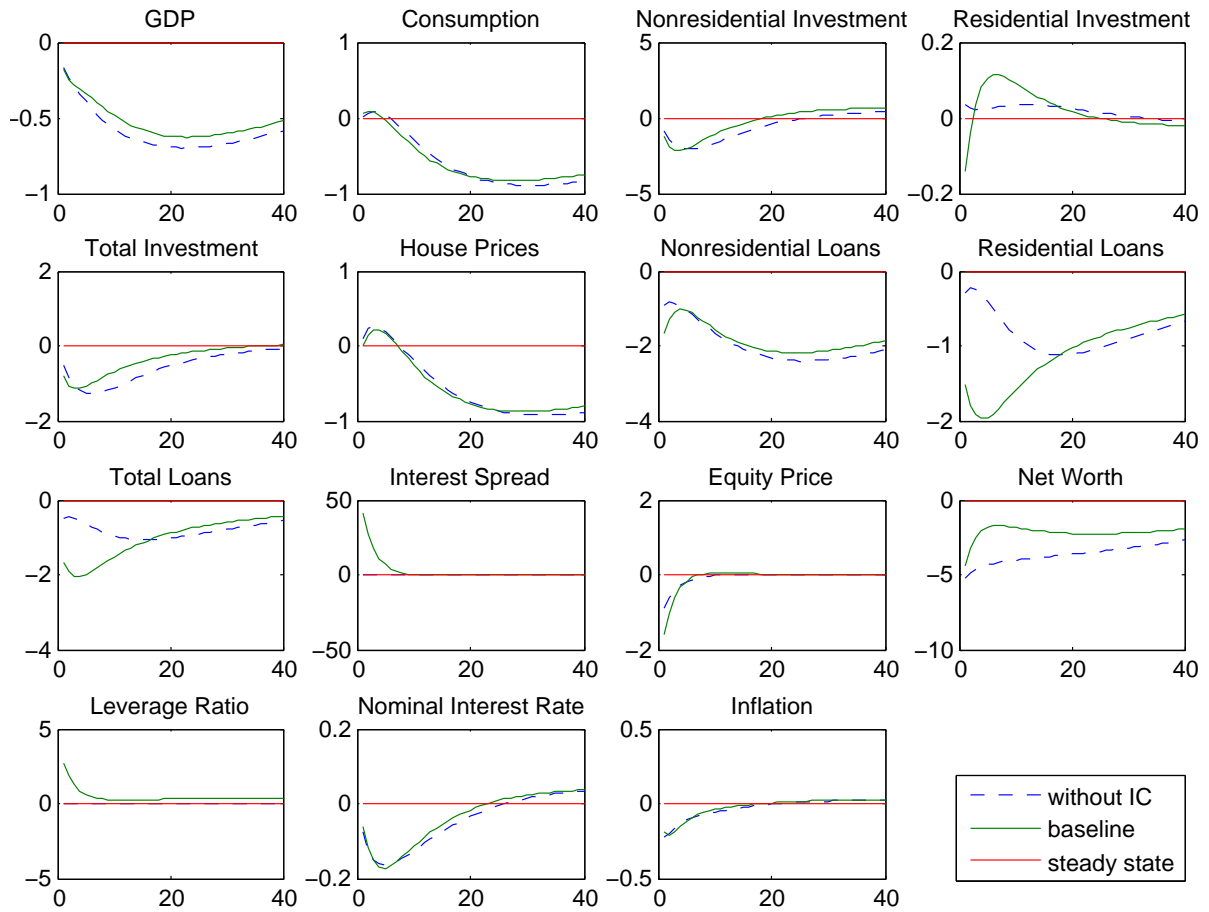 GDP
Consumption
Nonresidential Investment
Residential Investment
0
−0.5
−1
0 20 40
1
0
−1
0 20 40
5
0
−5
0 20 40
0.2
0
−0.2
0 20 40
Total Investment
House Prices
Nonresidential Loans
Residential Loans
2
0
−2
0 20 40
1
0
−1
0 20 40
0
−2
−4
0 20 40
0
−1
−2
0 20 40
Total Loans
Interest Spread
Equity Price
Net Worth
0
−2
−4
0 20 40
50
0
−50
0 20 40
2
0
−2
0 20 40
0
−5
−10
0 20 40
Leverage Ratio
Nominal Interest Rate
Inflation
5
0
−5
0 20 40
0.2
0
−0.2
0 20 40
0.5
0
−0.5
0 20 40
without IC
baseline
steady state